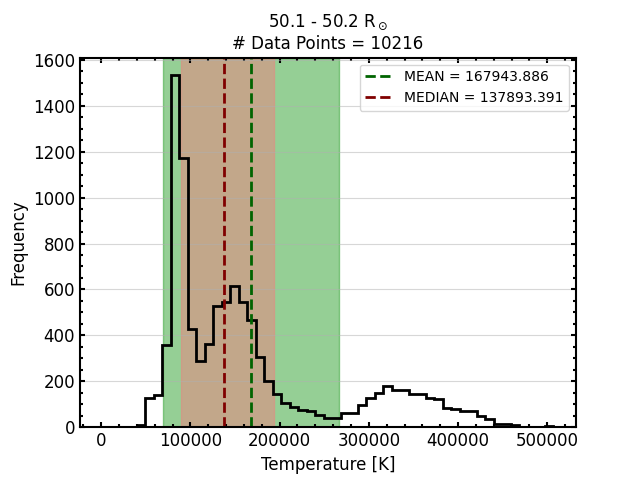 50.1 - 50.2 R⊙
# Data Points = 10216
MEAN = 167943.886
MEDIAN = 137893.391
1600
1400
1200
1000
800
600
400
200
0
Frequency
0 100000 200000 300000 400000 500000
Temperature [K]